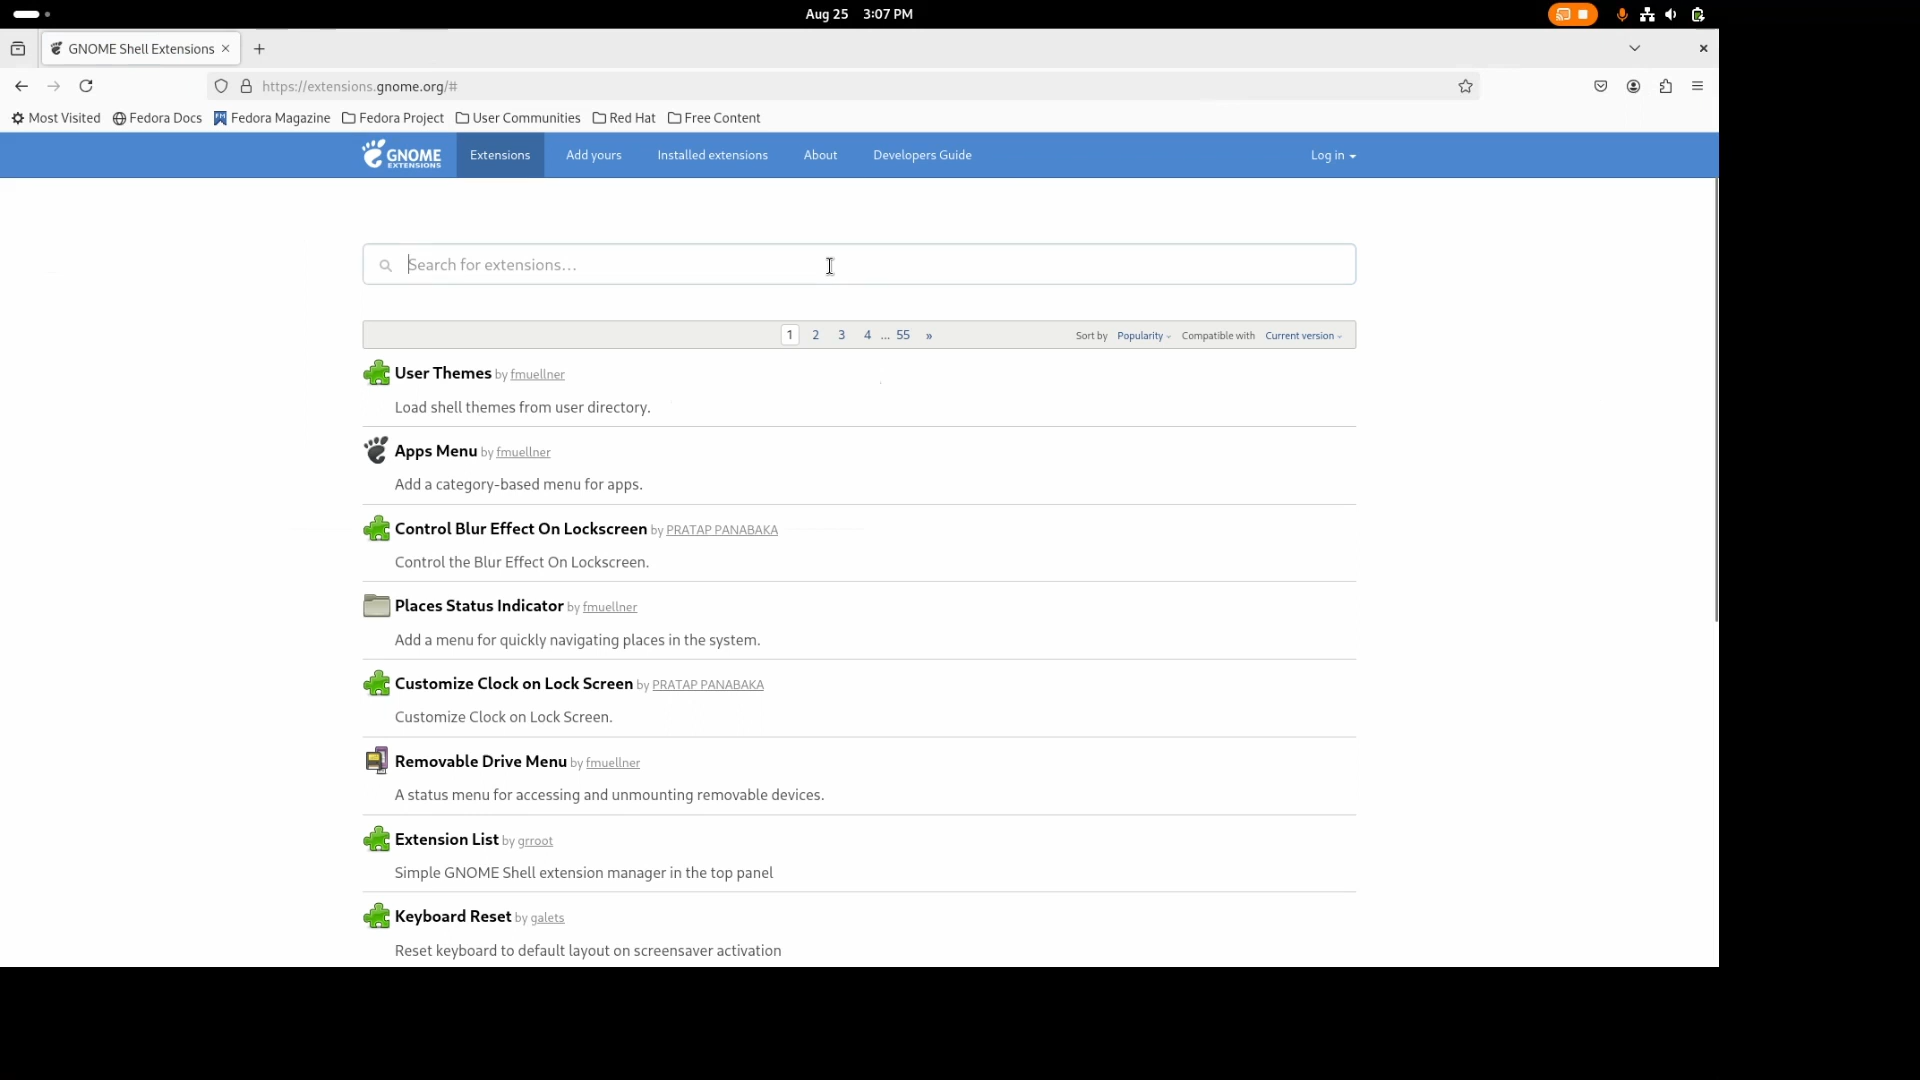 Aug 25 3:07 PM
GNOME Shell Extensions
https://extensions.gnome.org/#
Most Visited Fedora Docs Fedora Magazine Fedora Project User Communities Red Hat Free Content
GNOME EXTENSIONS Extensions Add yours Installed extensions About Developers Guide Log in
Search for extensions…
1 2 3 4 ... 55 » Sort by Popularity Compatible with Current version
User Themes by fmuellner
Load shell themes from user directory.
Apps Menu by fmuellner
Add a category-based menu for apps.
Control Blur Effect On Lockscreen by PRATAP PANABAKA
Control the Blur Effect On Lockscreen.
Places Status Indicator by fmuellner
Add a menu for quickly navigating places in the system.
Customize Clock on Lock Screen by PRATAP PANABAKA
Customize Clock on Lock Screen.
Removable Drive Menu by fmuellner
A status menu for accessing and unmounting removable devices.
Extension List by grroot
Simple GNOME Shell extension manager in the top panel
Keyboard Reset by galets
Reset keyboard to default layout on screensaver activation